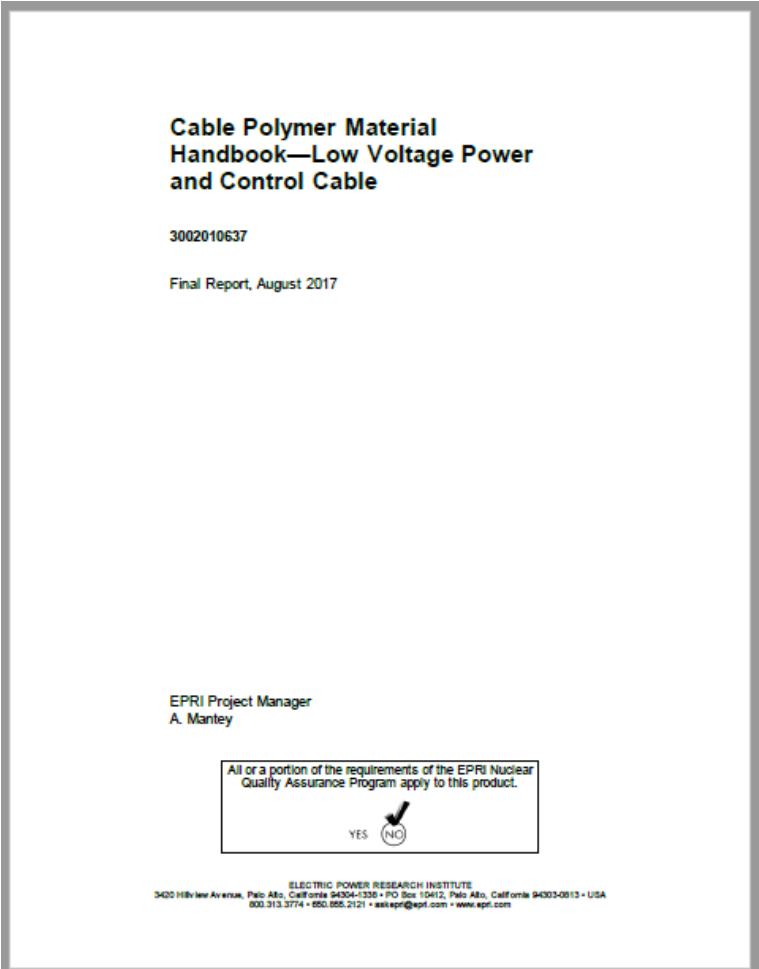 Cable Polymer Material
Handbook—Low Voltage Power
and Control Cable
3002010637
Final Report, August 2017
EPRI Project Manager
A. Mantey
All or a portion of the requirements of the EPRI Nuclear
Quality Assurance Program apply to this product.
YES NO
ELECTRIC POWER RESEARCH INSTITUTE
3420 Hillview Avenue, Palo Alto, California 94304-1338 • PO Box 10412, Palo Alto, California 94303-0813 • USA
800.313.3774 • 650.855.2121 • askepri@epri.com • www.epri.com